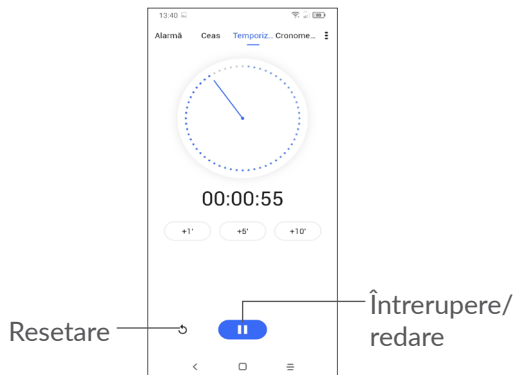 13:40
Alarmă Ceas Temporiz... Cronome...
00:00:55
+1' +5' +10'
Resetare
Întrerupere/
redare